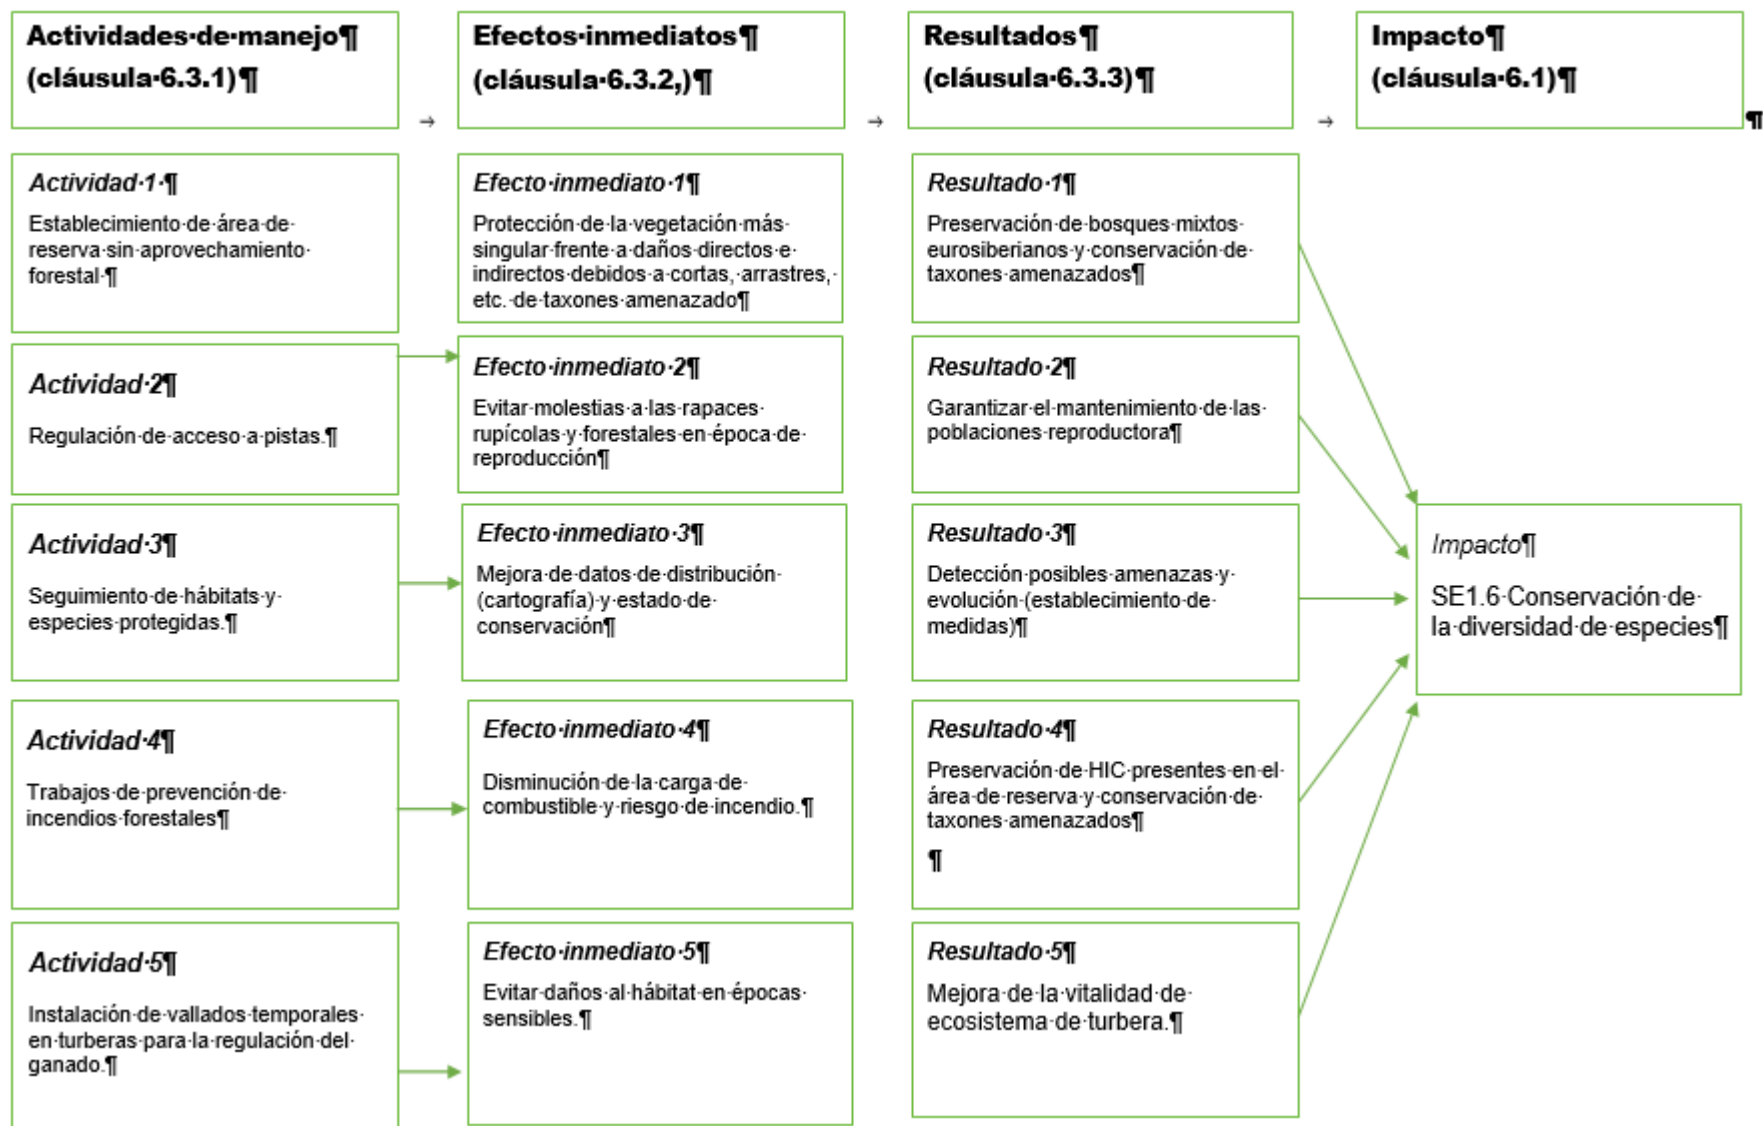 Actividades·de·manejo¶
(cláusula·6.3.1)¶
→
Efectos·inmediatos¶
(cláusula·6.3.2,)¶
→
Resultados¶
(cláusula·6.3.3)¶
→
Impacto¶
(cláusula·6.1)¶
¶
Actividad·1·¶
Establecimiento·de·área·de·
reserva·sin·aprovechamiento·
forestal·¶
Efecto·inmediato·1¶
Protección·de·la·vegetación·más·
singular·frente·a·daños·directos·e·
indirectos·debidos·a·cortas,·arrastres,·
etc.·de·taxones·amenazado¶
Resultado·1¶
Preservación·de·bosques·mixtos·
eurosiberianos·y·conservación·de·
taxones·amenazados¶
Actividad·2¶
Regulación·de·acceso·a·pistas.¶
Efecto·inmediato·2¶
Evitar·molestias·a·las·rapaces·
rupícolas·y·forestales·en·época·de·
reproducción¶
Resultado·2¶
Garantizar·el·mantenimiento·de·las·
poblaciones·reproductora¶
Actividad·3¶
Seguimiento·de·hábitats·y·
especies·protegidas.¶
Efecto·inmediato·3¶
Mejora·de·datos·de·distribución·
(cartografía)·y·estado·de·
conservación¶
Resultado·3¶
Detección·posibles·amenazas·y·
evolución·(establecimiento·de·
medidas)¶
Impacto¶
SE1.6·Conservación·de·
la·diversidad·de·especies¶
Actividad·4¶
Trabajos·de·prevención·de·
incendios·forestales¶
Efecto·inmediato·4¶
Disminución·de·la·carga·de·
combustible·y·riesgo·de·incendio.¶
Resultado·4¶
Preservación·de·HIC·presentes·en·el·
área·de·reserva·y·conservación·de·
taxones·amenazados¶
¶
Actividad·5¶
Instalación·de·vallados·temporales·
en·turberas·para·la·regulación·del·
ganado.¶
Efecto·inmediato·5¶
Evitar·daños·al·hábitat·en·épocas·
sensibles.¶
Resultado·5¶
Mejora·de·la·vitalidad·de·
ecosistema·de·turbera.¶